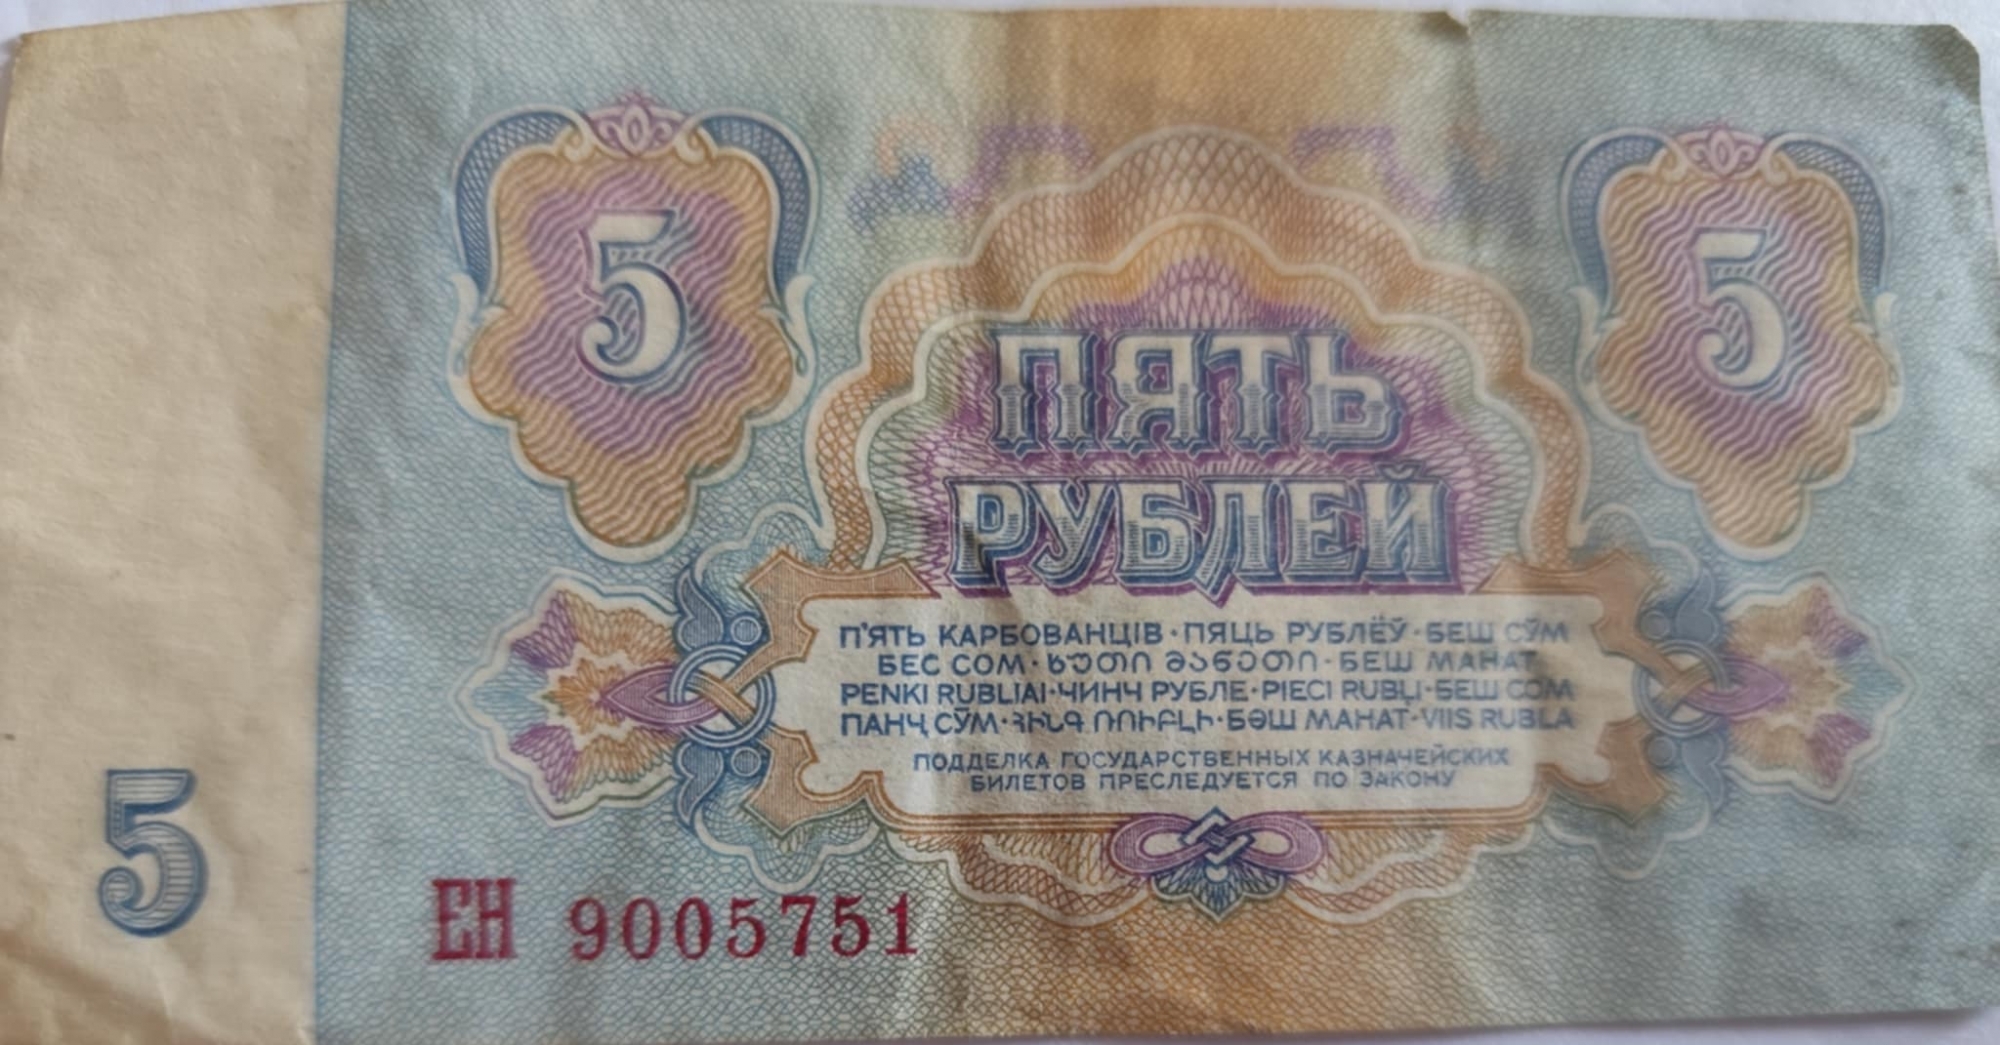 5
5
ПЯТЬ
РУБЛЕЙ
П'ЯТЬ КАРБОВАНЦІВ · ПЯЦЬ РУБЛЁЎ · БЕШ СЎМ
БЕС СОМ · ხუთი მანეთი · БЕШ МАНАТ
PENKI RUBLIAI · ЧИНЧ РУБЛЕ · PIECI RUBĻI · БЕШ СОМ
ПАНҶ СӮМ · ՀԻՆԳ ՌՈՒԲԼԻ · БӘШ МАНАТ · VIIS RUBLA
ПОДДЕЛКА ГОСУДАРСТВЕННЫХ КАЗНАЧЕЙСКИХ
БИЛЕТОВ ПРЕСЛЕДУЕТСЯ ПО ЗАКОНУ
5
ЕН 9005751